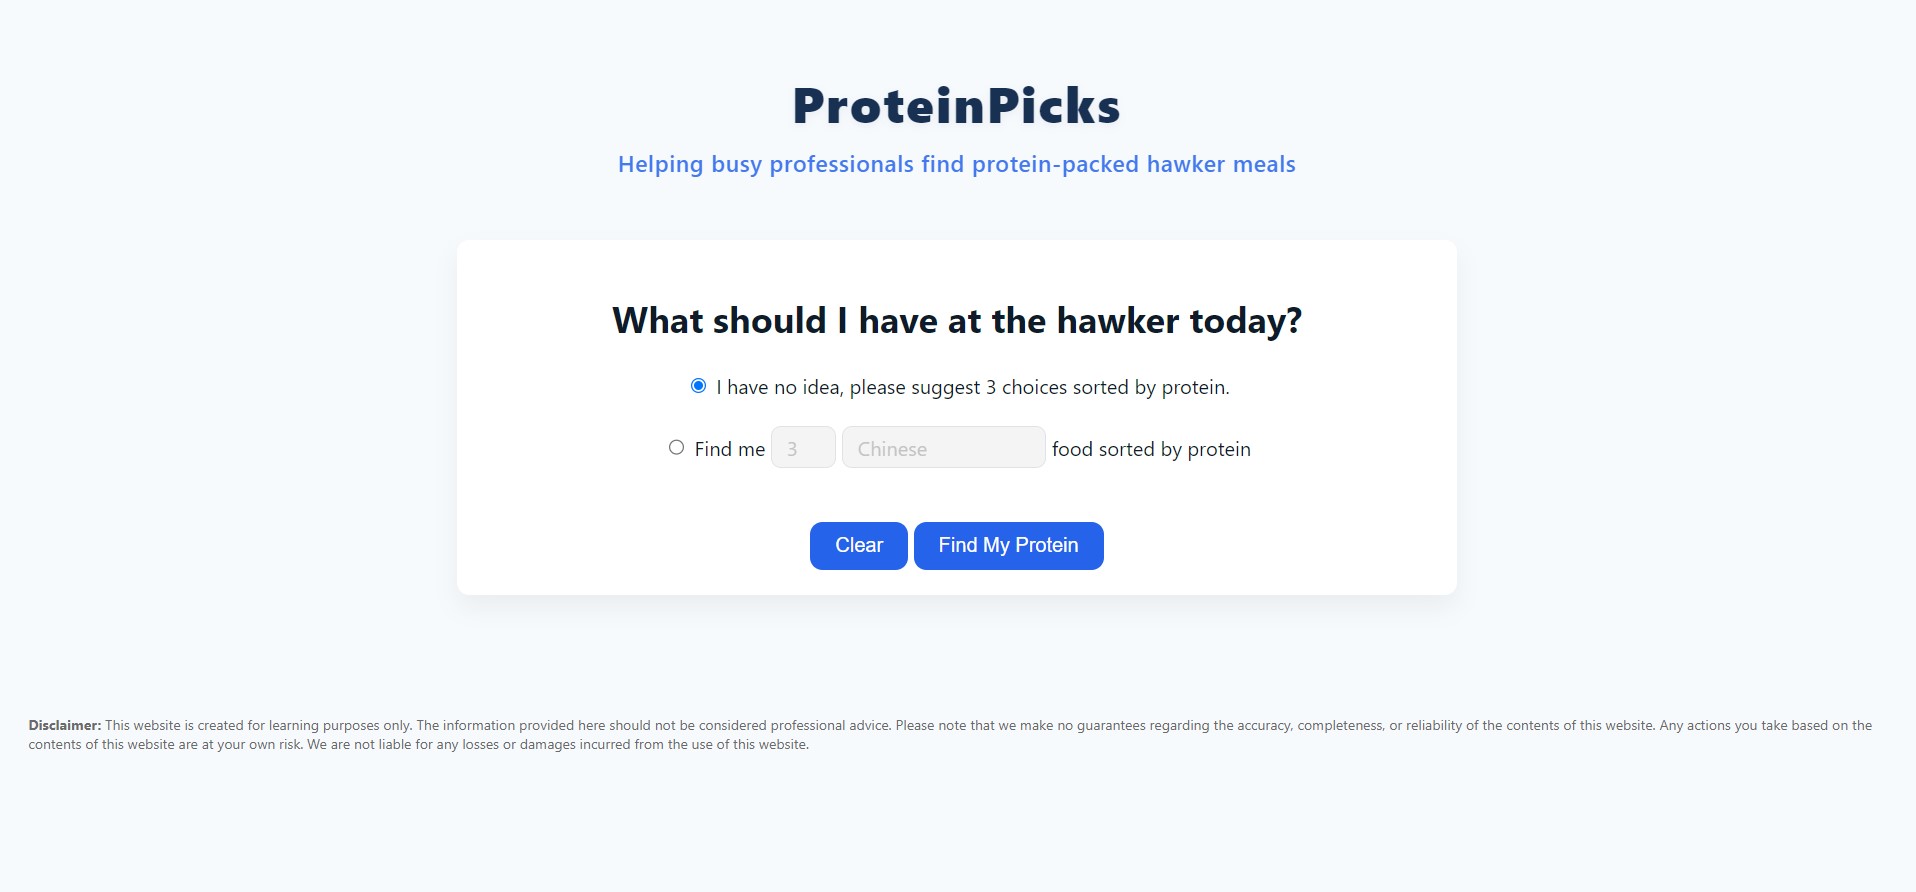 ProteinPicks
Helping busy professionals find protein-packed hawker meals
What should I have at the hawker today?
I have no idea, please suggest 3 choices sorted by protein.
Find me 3 Chinese food sorted by protein
Clear Find My Protein
Disclaimer: This website is created for learning purposes only. The information provided here should not be considered professional advice. Please note that we make no guarantees regarding the accuracy, completeness, or reliability of the contents of this website. Any actions you take based on the
contents of this website are at your own risk. We are not liable for any losses or damages incurred from the use of this website.